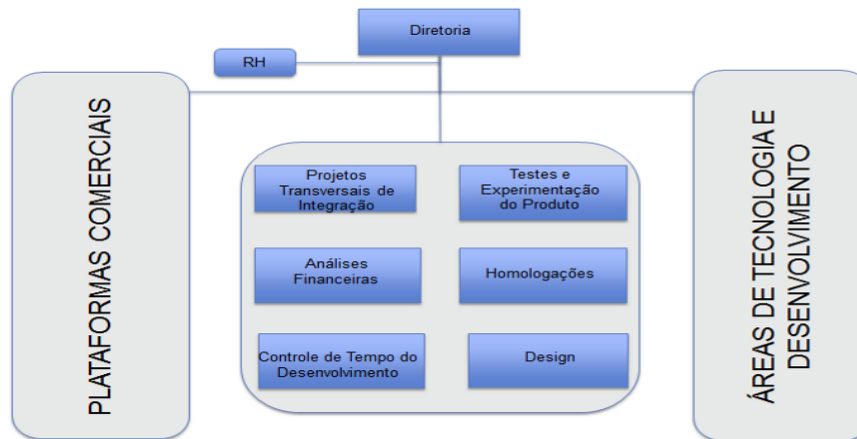 Diretoria
RH
PLATAFORMAS COMERCIAIS
Projetos
Transversais de
Integração
Testes e
Experimentação
do Produto
Análises
Financeiras
Homologações
Controle de Tempo do
Desenvolvimento
Design
ÁREAS DE TECNOLOGIA E
DESENVOLVIMENTO